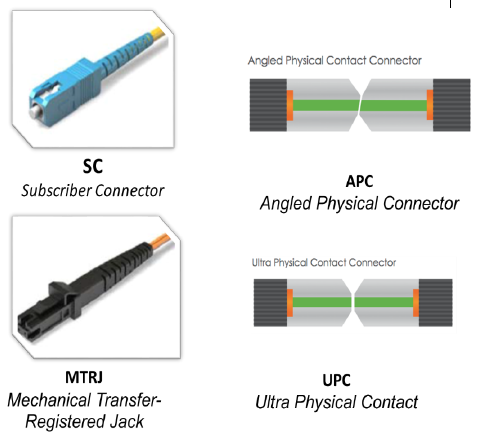 Angled Physical Contact Connector
SC
Subscriber Connector
APC
Angled Physical Connector
Ultra Physical Contact Connector
MTRJ
Mechanical Transfer-
Registered Jack
UPC
Ultra Physical Contact